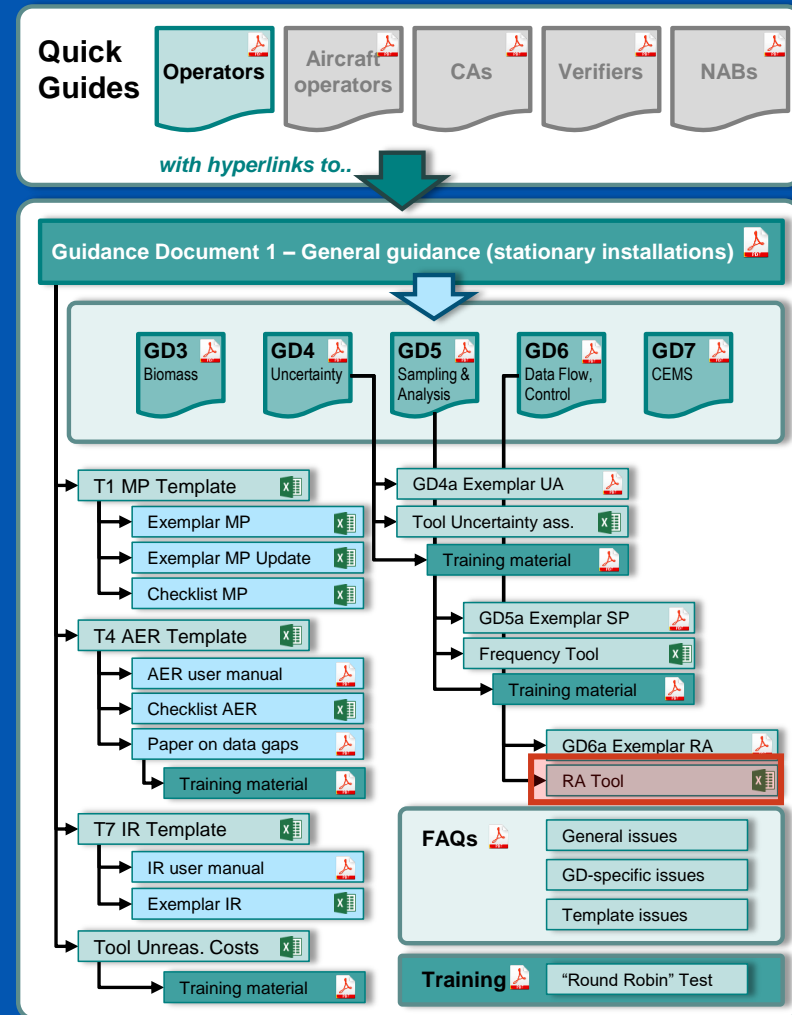 Quick
Guides
Operators
Aircraft
operators
CAs
Verifiers
NABs
with hyperlinks to..
Guidance Document 1 – General guidance (stationary installations)
GD3
Biomass
GD4
Uncertainty
GD5
Sampling &
Analysis
GD6
Data Flow,
Control
GD7
CEMS
T1 MP Template
Exemplar MP
Exemplar MP Update
Checklist MP
T4 AER Template
AER user manual
Checklist AER
Paper on data gaps
Training material
T7 IR Template
IR user manual
Exemplar IR
Tool Unreas. Costs
Training material
GD4a Exemplar UA
Tool Uncertainty ass.
Training material
GD5a Exemplar SP
Frequency Tool
Training material
GD6a Exemplar RA
RA Tool
FAQs
General issues
GD-specific issues
Template issues
Training
“Round Robin” Test